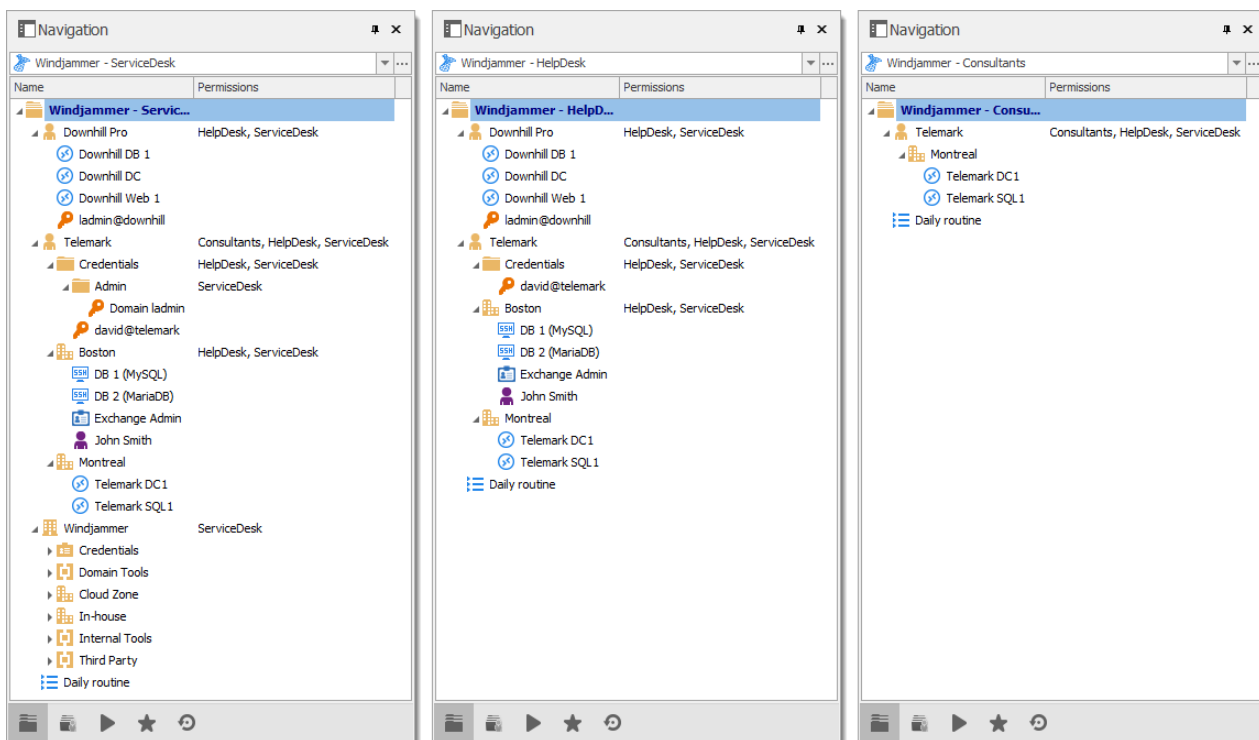 Navigation
Windjammer - ServiceDesk
Name Permissions
Windjammer - Servic...
Downhill Pro HelpDesk, ServiceDesk
Downhill DB 1
Downhill DC
Downhill Web 1
ladmin@downhill
Telemark Consultants, HelpDesk, ServiceDesk
Credentials HelpDesk, ServiceDesk
Admin ServiceDesk
Domain ladmin
david@telemark
Boston HelpDesk, ServiceDesk
SSH DB 1 (MySQL)
SSH DB 2 (MariaDB)
Exchange Admin
John Smith
Montreal
Telemark DC1
Telemark SQL1
Windjammer ServiceDesk
Credentials
Domain Tools
Cloud Zone
In-house
Internal Tools
Third Party
Daily routine
Navigation
Windjammer - HelpDesk
Name Permissions
Windjammer - HelpD...
Downhill Pro HelpDesk, ServiceDesk
Downhill DB 1
Downhill DC
Downhill Web 1
ladmin@downhill
Telemark Consultants, HelpDesk, ServiceDesk
Credentials HelpDesk, ServiceDesk
david@telemark
Boston HelpDesk, ServiceDesk
SSH DB 1 (MySQL)
SSH DB 2 (MariaDB)
Exchange Admin
John Smith
Montreal
Telemark DC1
Telemark SQL1
Daily routine
Navigation
Windjammer - Consultants
Name Permissions
Windjammer - Consu...
Telemark Consultants, HelpDesk, ServiceDesk
Montreal
Telemark DC1
Telemark SQL1
Daily routine